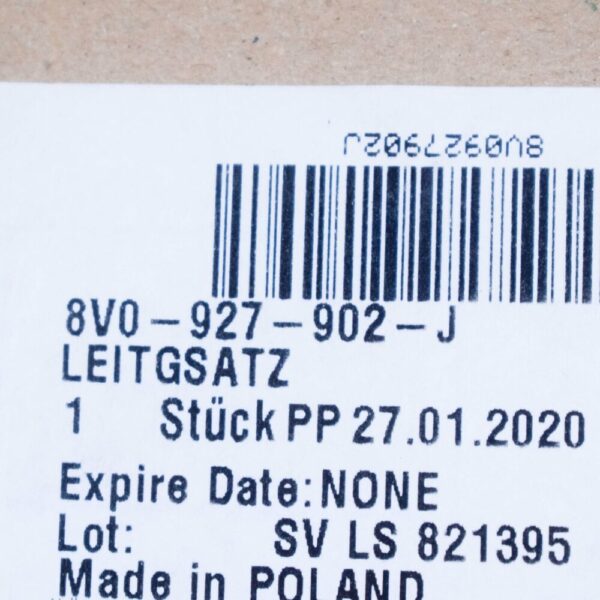 8V0927902J
8V0-927-902-J
LEITGSATZ
1 Stück PP 27.01.2020
Expire Date: NONE
Lot: SV LS 821395
Made in POLAND